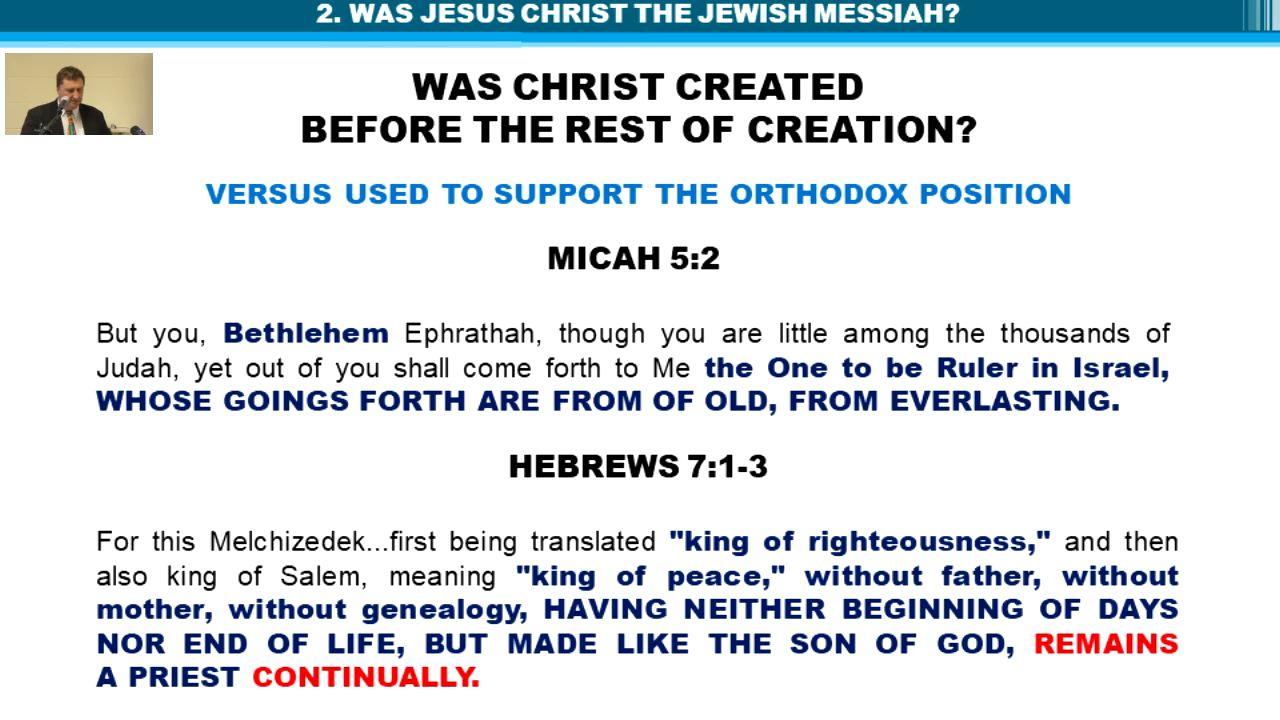 2. WAS JESUS CHRIST THE JEWISH MESSIAH?
WAS CHRIST CREATED
BEFORE THE REST OF CREATION?
VERSUS USED TO SUPPORT THE ORTHODOX POSITION
MICAH 5:2
But you, Bethlehem Ephrathah, though you are little among the thousands of
Judah, yet out of you shall come forth to Me the One to be Ruler in Israel,
WHOSE GOINGS FORTH ARE FROM OF OLD, FROM EVERLASTING.
HEBREWS 7:1-3
For this Melchizedek...first being translated "king of righteousness," and then
also king of Salem, meaning "king of peace," without father, without
mother, without genealogy, HAVING NEITHER BEGINNING OF DAYS
NOR END OF LIFE, BUT MADE LIKE THE SON OF GOD, REMAINS
A PRIEST CONTINUALLY.